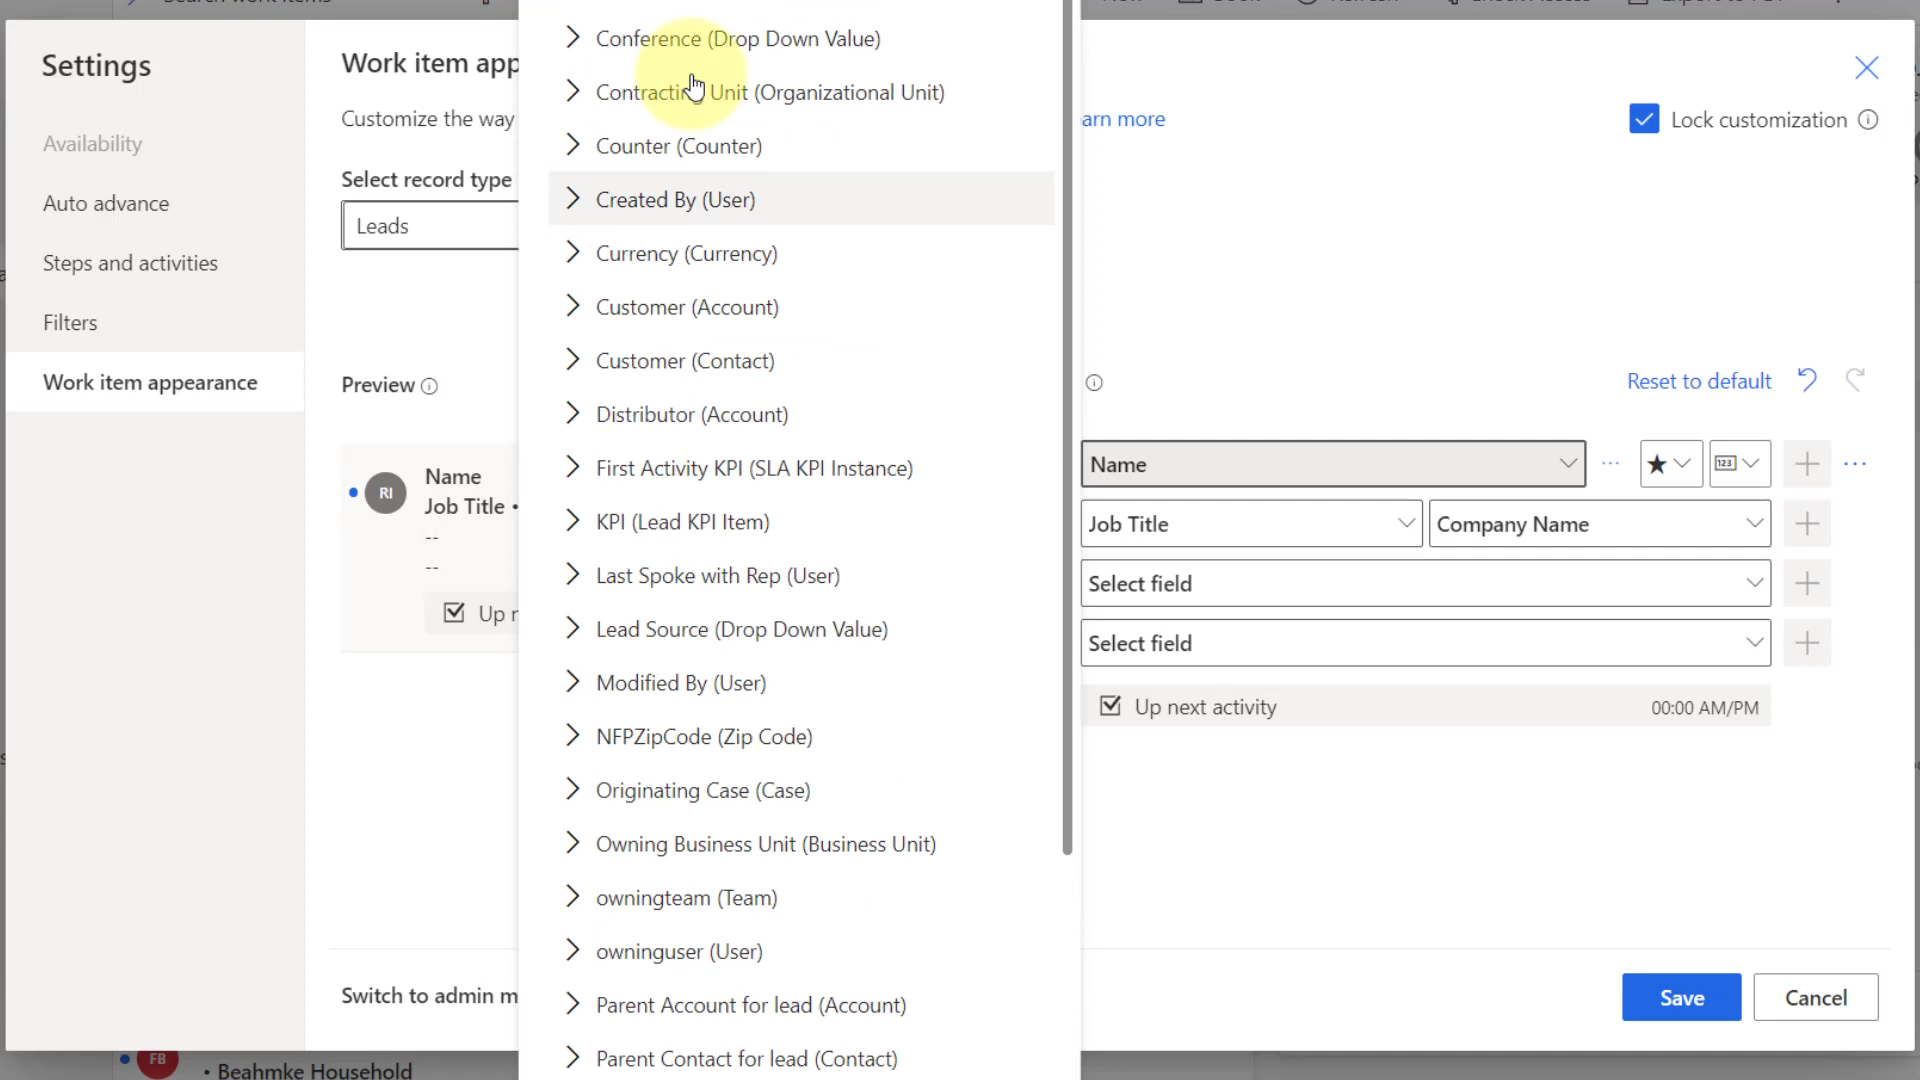 Settings
Availability
Auto advance
Steps and activities
Filters
Work item appearance
Work item app
Customize the way
arn more
Lock customization
Select record type
Leads
Preview
RI
Name
Job Title •
--
--
Up n
Conference (Drop Down Value)
Contracting Unit (Organizational Unit)
Counter (Counter)
Created By (User)
Currency (Currency)
Customer (Account)
Customer (Contact)
Distributor (Account)
First Activity KPI (SLA KPI Instance)
KPI (Lead KPI Item)
Last Spoke with Rep (User)
Lead Source (Drop Down Value)
Modified By (User)
NFPZipCode (Zip Code)
Originating Case (Case)
Owning Business Unit (Business Unit)
owningteam (Team)
owninguser (User)
Parent Account for lead (Account)
Parent Contact for lead (Contact)
Reset to default
Name
123
Job Title
Company Name
Select field
Select field
Up next activity
00:00 AM/PM
Switch to admin m
Save
Cancel
FB
• Beahmke Household